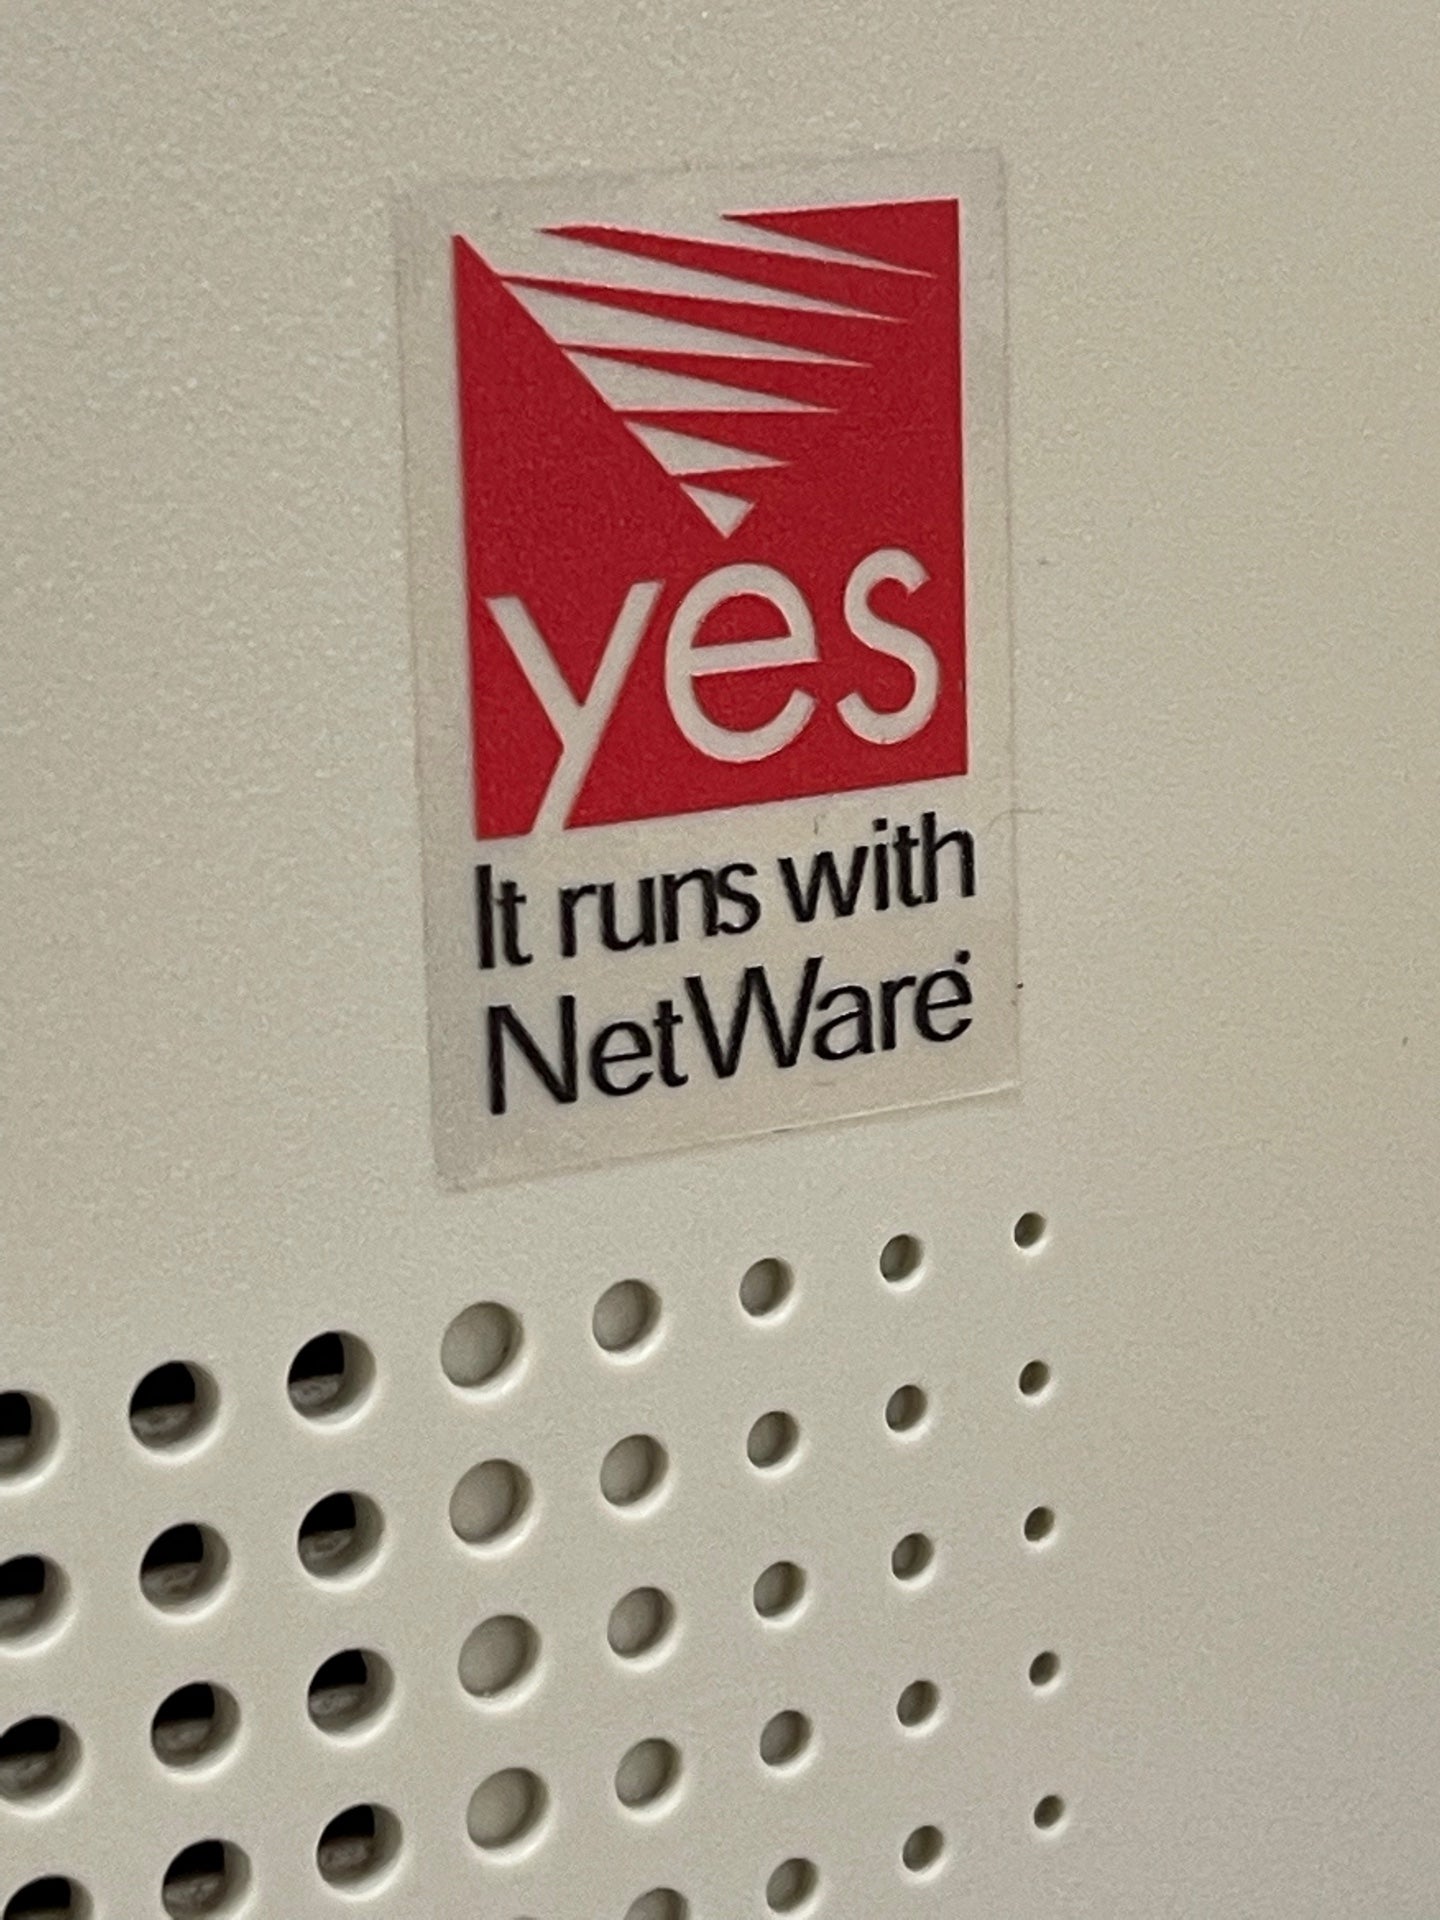 yes
It runs with
NetWare